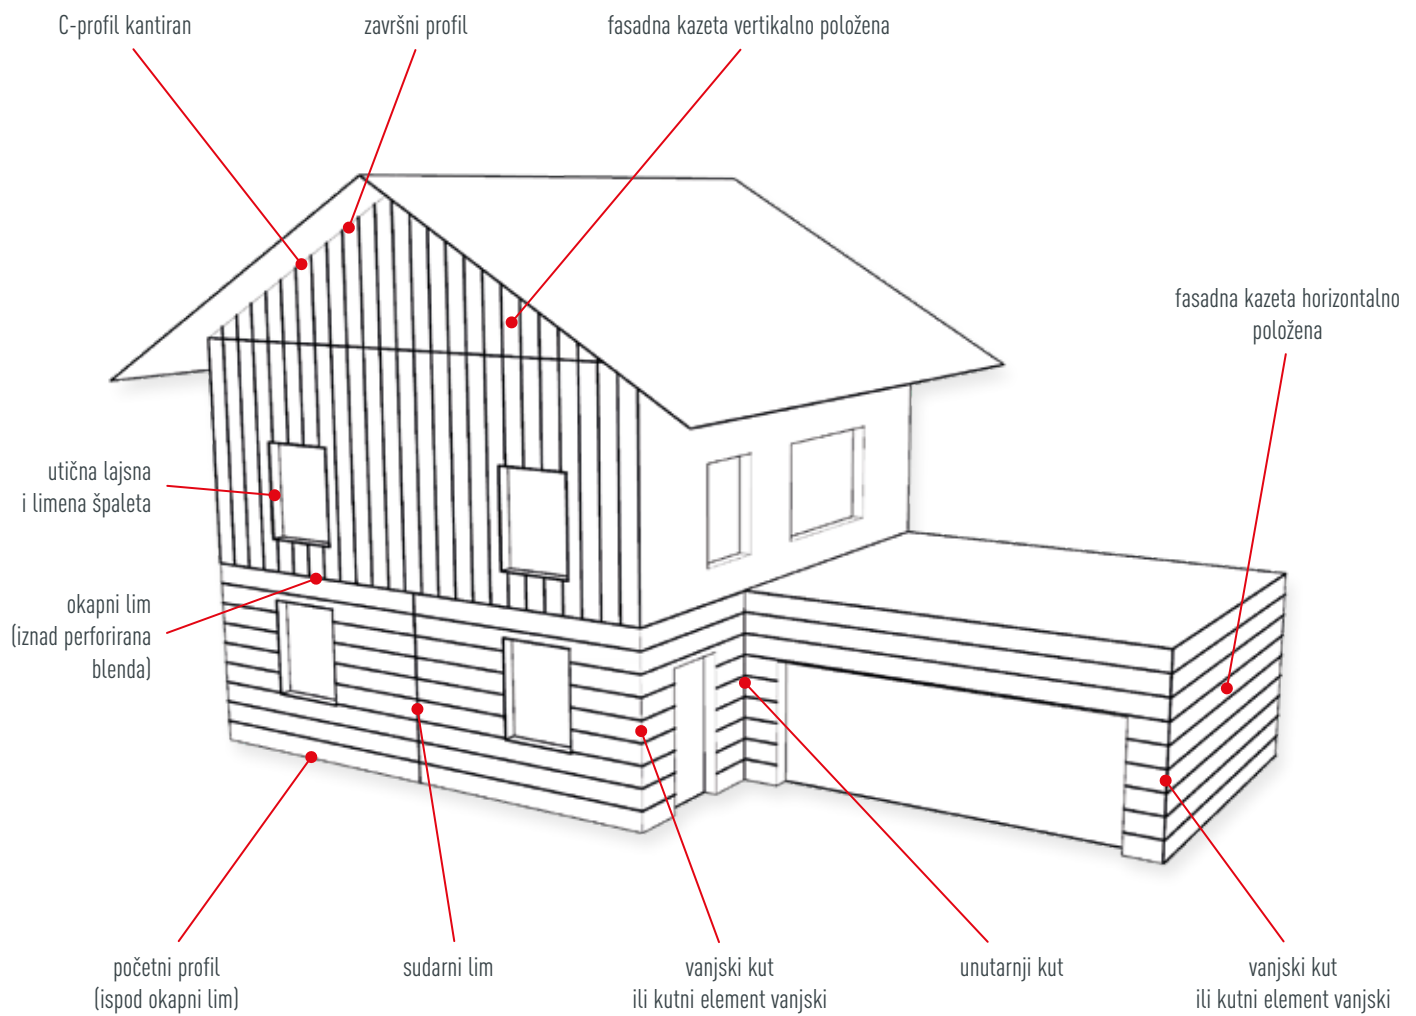 C-profil kantiran
završni profil
fasadna kazeta vertikalno položena
fasadna kazeta horizontalno
položena
utična lajsna
i limena špaleta
okapni lim
(iznad perforirana
blenda)
početni profil
(ispod okapni lim)
sudarni lim
vanjski kut
ili kutni element vanjski
unutarnji kut
vanjski kut
ili kutni element vanjski